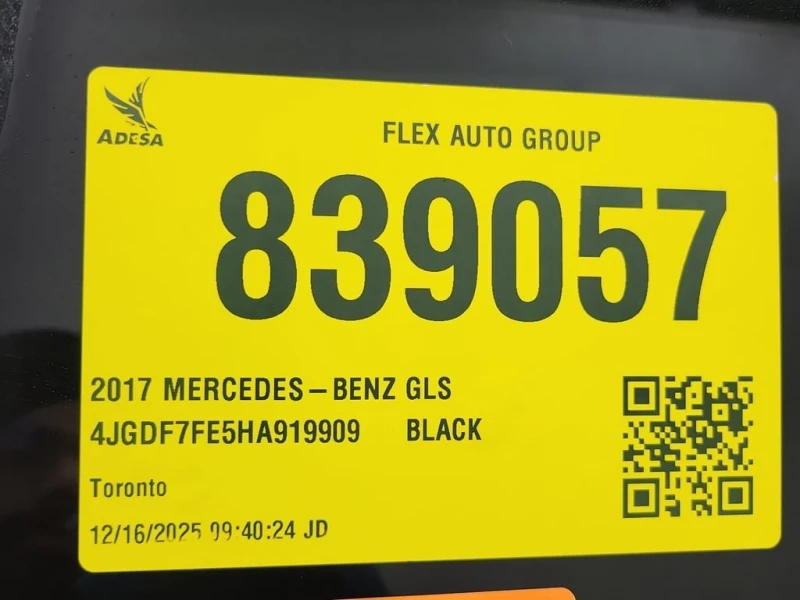 ADESA
FLEX AUTO GROUP
839057
2017 MERCEDES-BENZ GLS
4JGDF7FE5HA919909 BLACK
Toronto
12/16/2025 09:40:24 JD